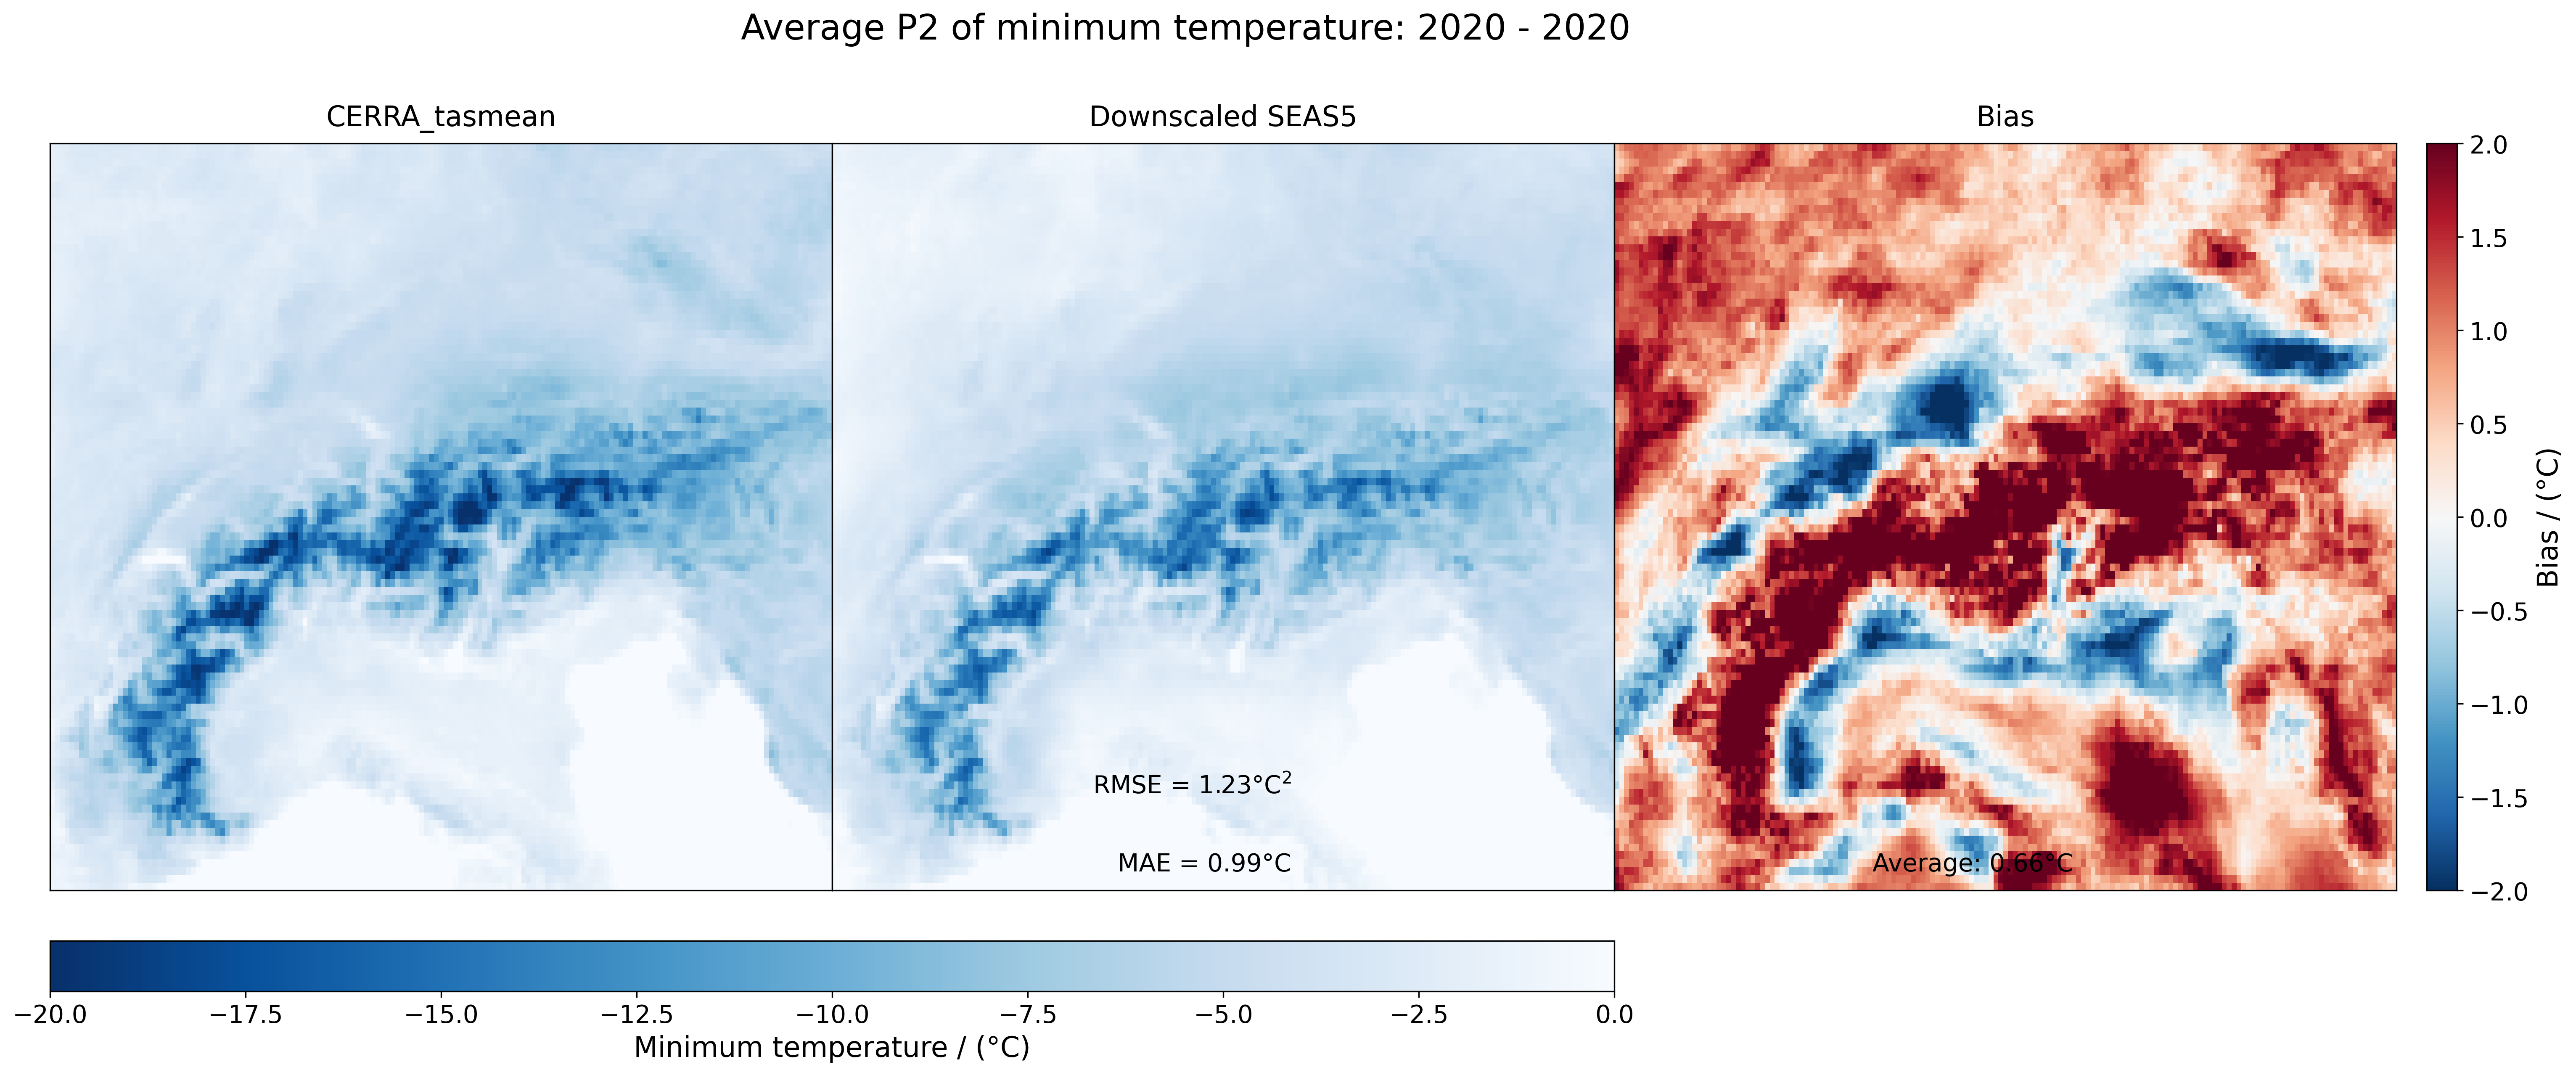 Average P2 of minimum temperature: 2020 - 2020
CERRA_tasmean
Downscaled SEAS5
Bias
RMSE = 1.23°C²
MAE = 0.99°C
Average: 0.66°C
2.0
1.5
1.0
0.5
0.0
−0.5
−1.0
−1.5
−2.0
Bias / (°C)
−20.0 −17.5 −15.0 −12.5 −10.0 −7.5 −5.0 −2.5 0.0
Minimum temperature / (°C)